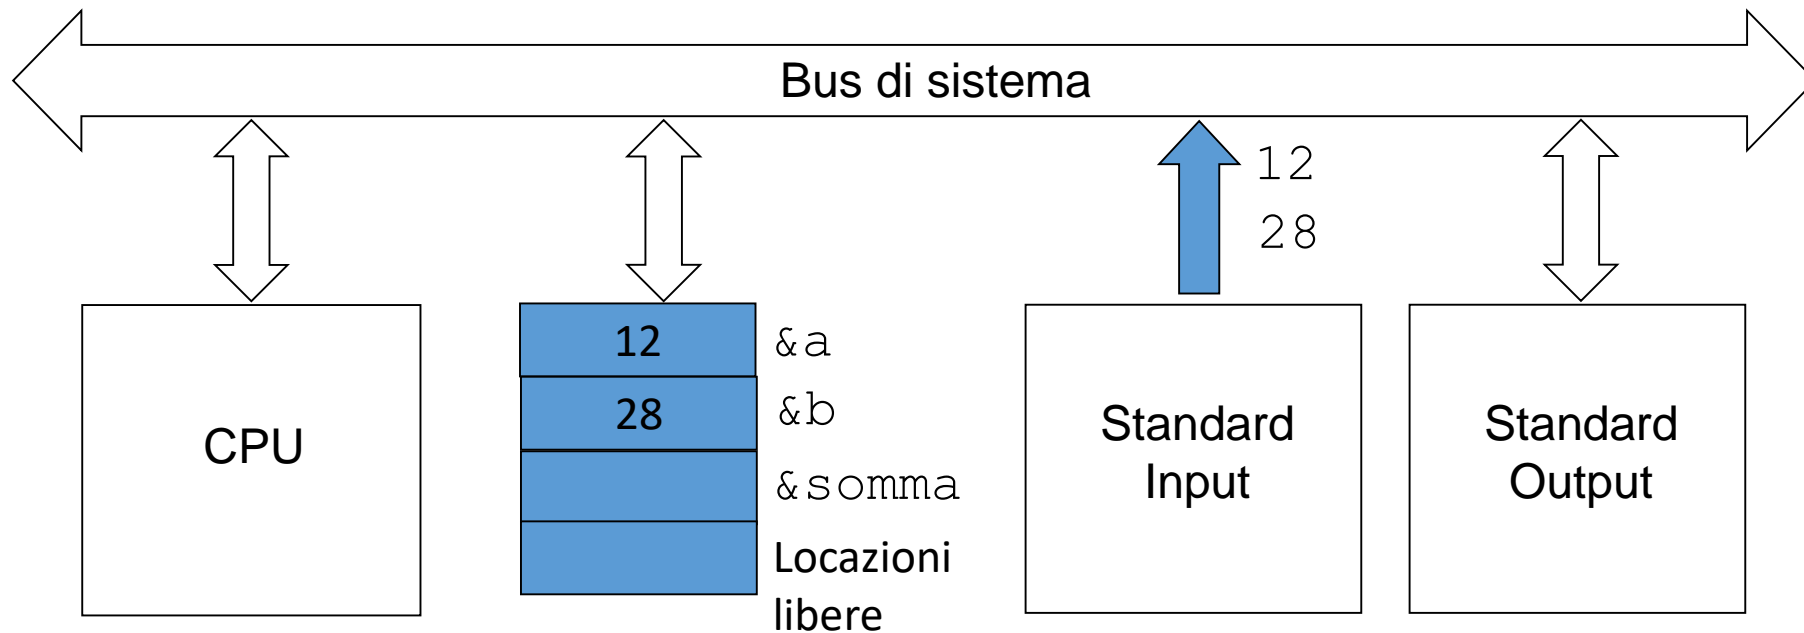 Bus di sistema
12
28
CPU
12
&a
28
&b
&somma
Locazioni
libere
Standard
Input
Standard
Output